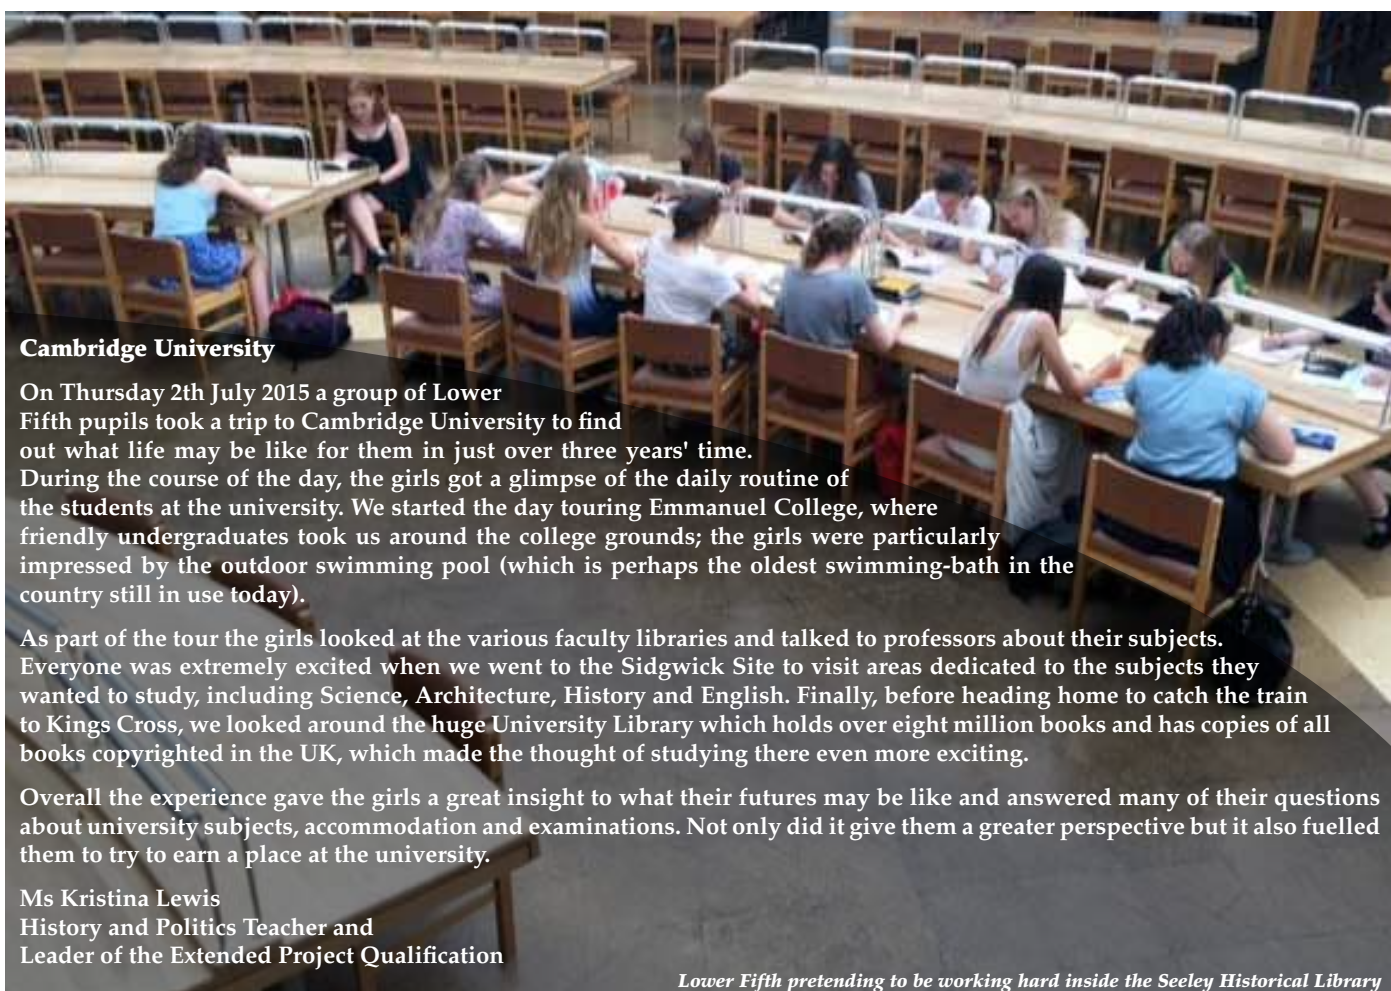 Cambridge University
On Thursday 2th July 2015 a group of Lower
Fifth pupils took a trip to Cambridge University to find
out what life may be like for them in just over three years' time.
During the course of the day, the girls got a glimpse of the daily routine of
the students at the university. We started the day touring Emmanuel College, where
friendly undergraduates took us around the college grounds; the girls were particularly
impressed by the outdoor swimming pool (which is perhaps the oldest swimming-bath in the
country still in use today).
As part of the tour the girls looked at the various faculty libraries and talked to professors about their subjects.
Everyone was extremely excited when we went to the Sidgwick Site to visit areas dedicated to the subjects they
wanted to study, including Science, Architecture, History and English. Finally, before heading home to catch the train
to Kings Cross, we looked around the huge University Library which holds over eight million books and has copies of all
books copyrighted in the UK, which made the thought of studying there even more exciting.
Overall the experience gave the girls a great insight to what their futures may be like and answered many of their questions
about university subjects, accommodation and examinations. Not only did it give them a greater perspective but it also fuelled
them to try to earn a place at the university.
Ms Kristina Lewis
History and Politics Teacher and
Leader of the Extended Project Qualification
Lower Fifth pretending to be working hard inside the Seeley Historical Library